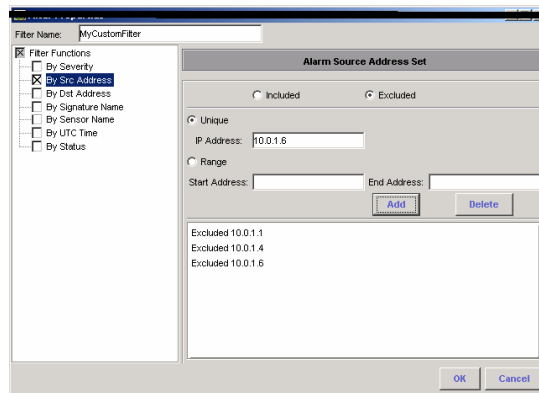 Filter Name: MyCustomFilter
Filter Functions
By Severity
By Src Address
By Dst Address
By Signature Name
By Sensor Name
By UTC Time
By Status
Alarm Source Address Set
Included Excluded
Unique
IP Address: 10.0.1.6
Range
Start Address: End Address:
Add Delete
Excluded 10.0.1.1
Excluded 10.0.1.4
Excluded 10.0.1.6
OK Cancel